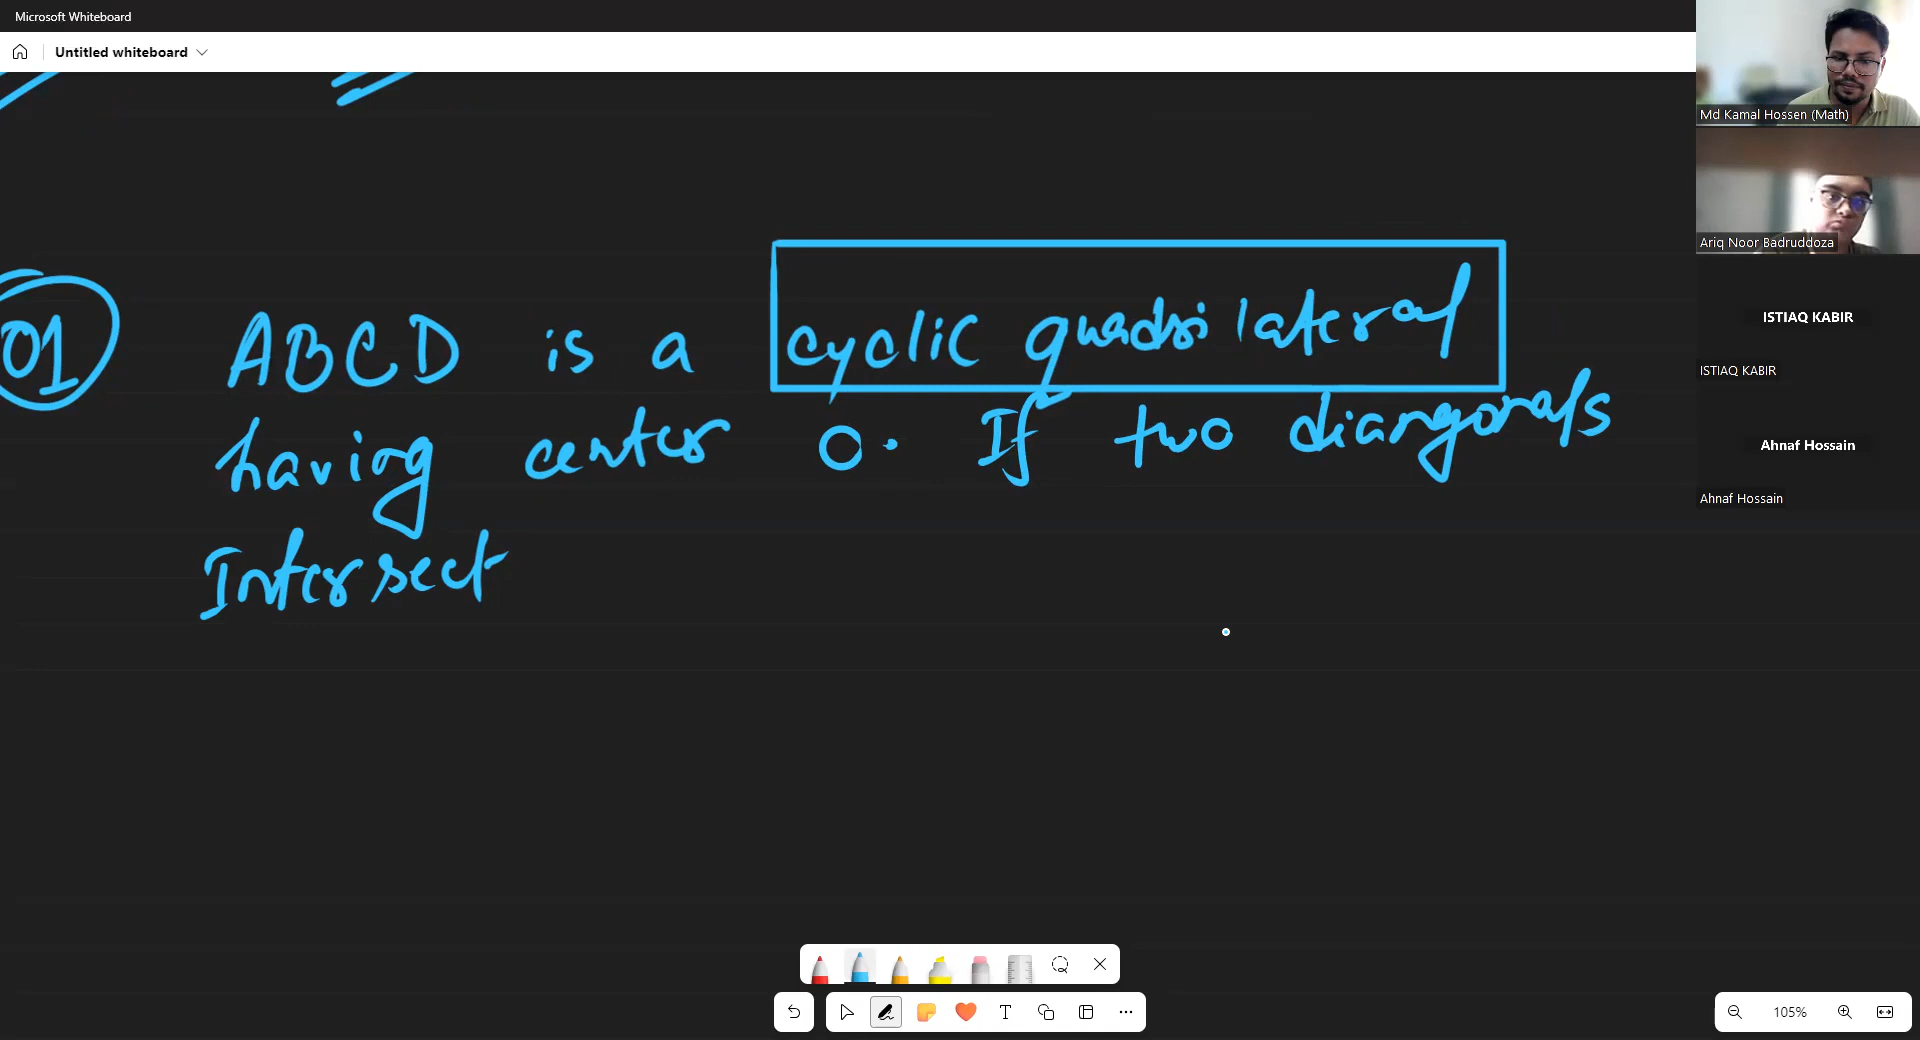 Microsoft Whiteboard
Untitled whiteboard
Md Kamal Hossen (Math)
Ariq Noor Badruddoza
ISTIAQ KABIR
ISTIAQ KABIR
Ahnaf Hossain
Ahnaf Hossain
01 ABCD is a cyclic quadrilateral
having center O. If two diangonals
Intersect
105%